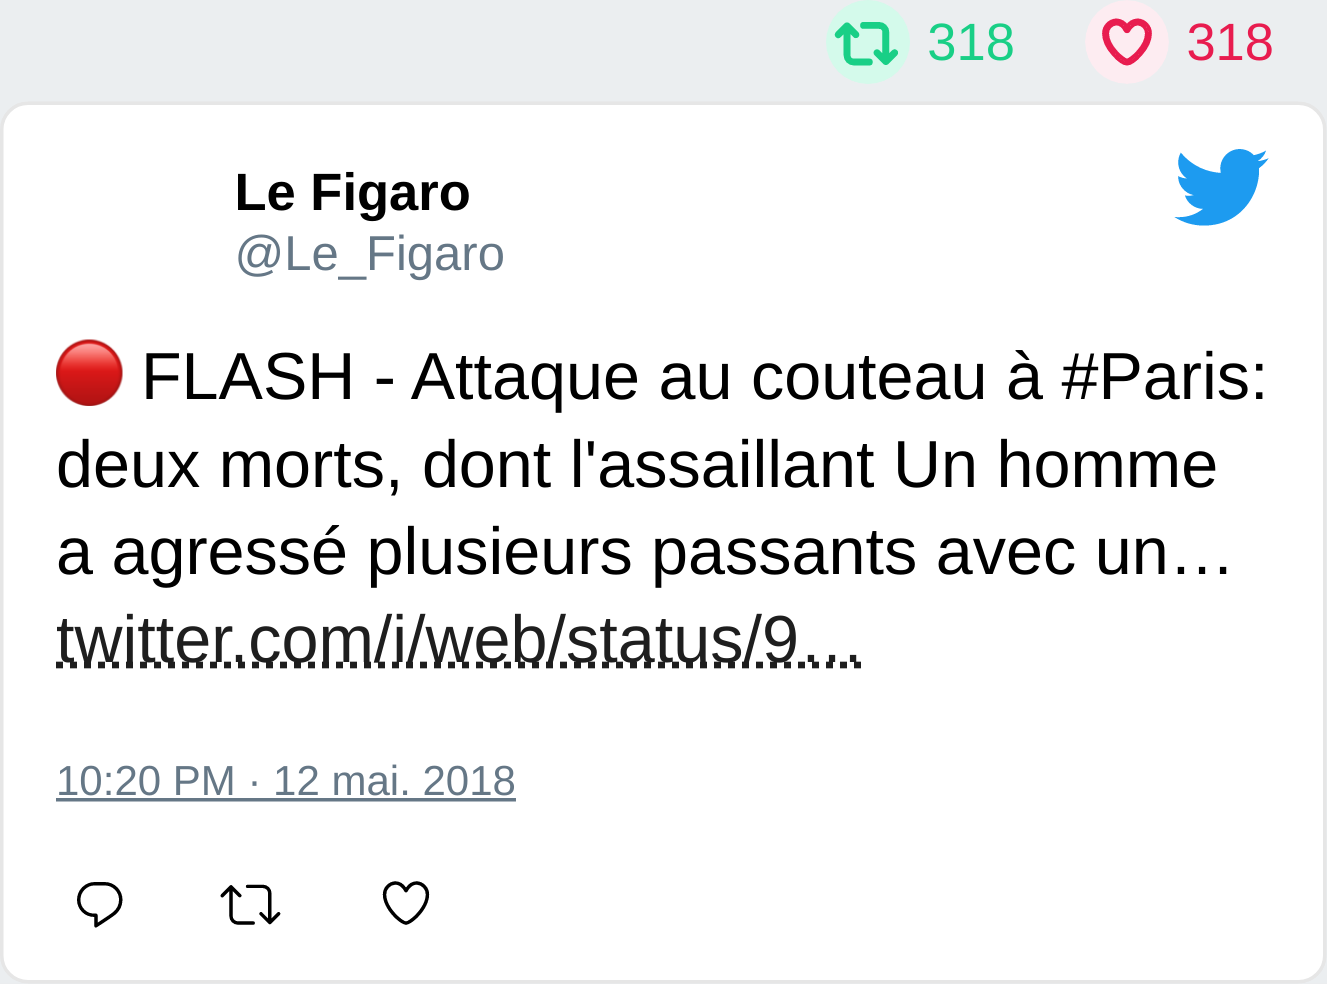 318 318
Le Figaro
@Le_Figaro
🔴 FLASH - Attaque au couteau à #Paris:
deux morts, dont l'assaillant Un homme
a agressé plusieurs passants avec un…
twitter.com/i/web/status/9…
10:20 PM · 12 mai. 2018